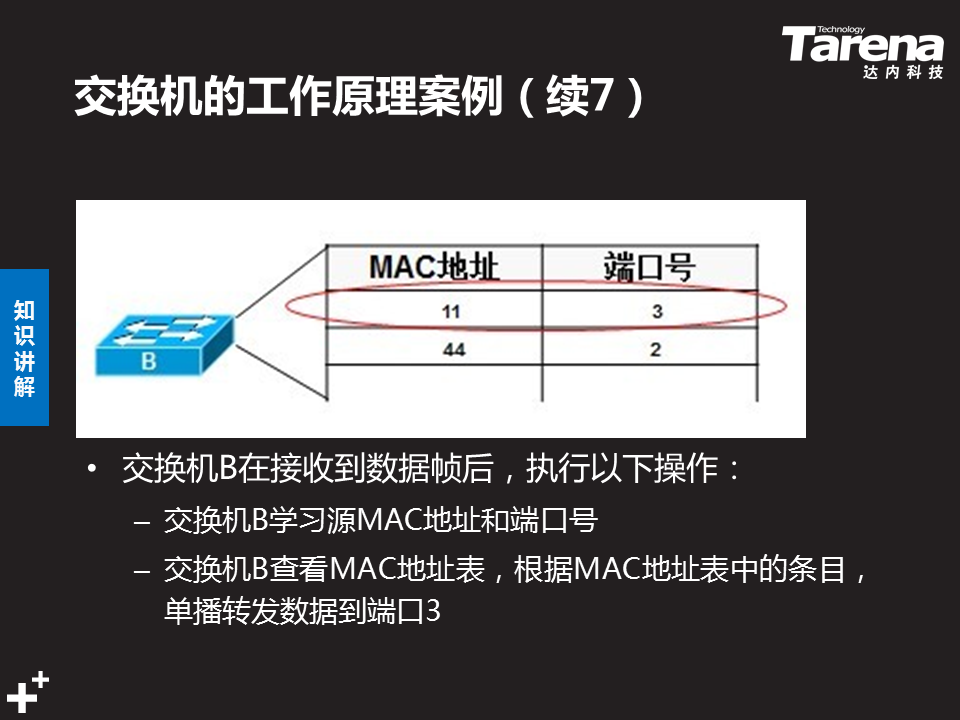 Technology
Tarena
达内科技
交换机的工作原理案例（续7）
知识讲解
MAC地址 端口号
11 3
B
44 2
• 交换机B在接收到数据帧后，执行以下操作：
– 交换机B学习源MAC地址和端口号
– 交换机B查看MAC地址表，根据MAC地址表中的条目，
单播转发数据到端口3